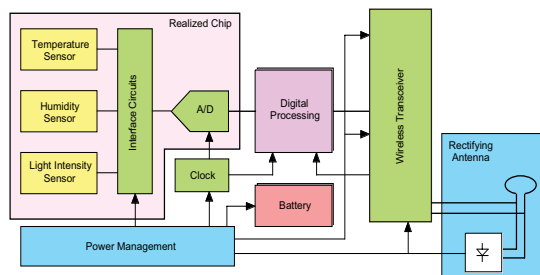 Realized Chip
Temperature
Sensor
Humidity
Sensor
Light Intensity
Sensor
Interface Circuits
A/D
Clock
Digital
Processing
Battery
Wireless Transceiver
Rectifying
Antenna
Power Management